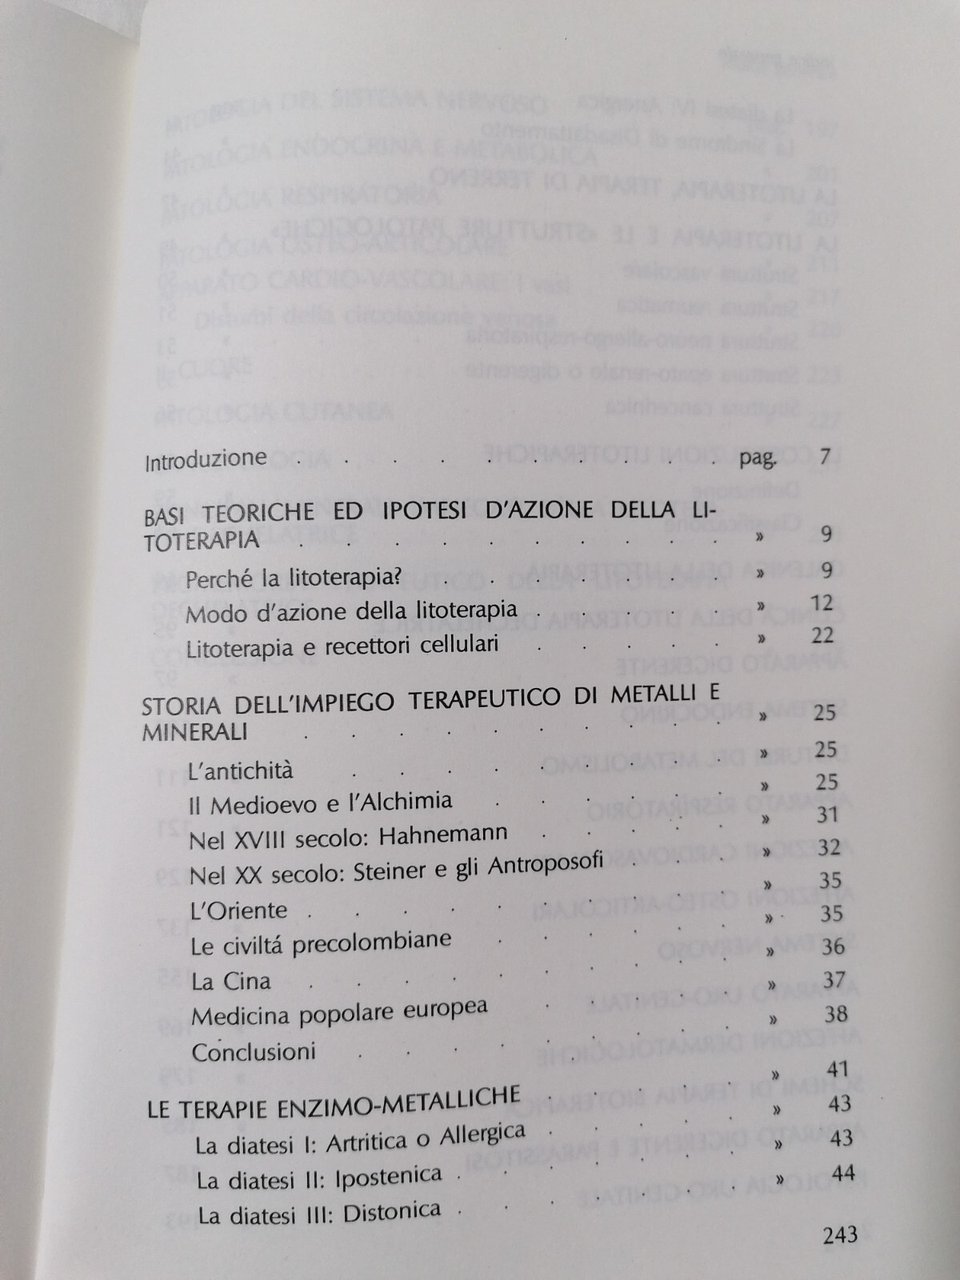 Introduzione . . . . . . . . . pag. 7
BASI TEORICHE ED IPOTESI D'AZIONE DELLA LI-
TOTERAPIA . . . . . . . . . » 9
Perché la litoterapia? . . . . . . » 9
Modo d'azione della litoterapia . . . . . » 12
Litoterapia e recettori cellulari . . . . . » 22
STORIA DELL'IMPIEGO TERAPEUTICO DI METALLI E
MINERALI . . . . . . . . . » 25
L'antichità . . . . . . . . » 25
Il Medioevo e l'Alchimia . . . . . . » 25
Nel XVIII secolo: Hahnemann . . . . . » 31
Nel XX secolo: Steiner e gli Antroposofi . . . » 32
L'Oriente . . . . . . . . . » 35
Le civiltá precolombiane . . . . . . » 35
La Cina . . . . . . . . . » 36
Medicina popolare europea . . . . . » 37
Conclusioni . . . . . . . . » 38
LE TERAPIE ENZIMO-METALLICHE . . . . . » 41
La diatesi I: Artritica o Allergica . . . . . » 43
La diatesi II: Ipostenica . . . . . . » 43
La diatesi III: Distonica . . . . . . » 44
243